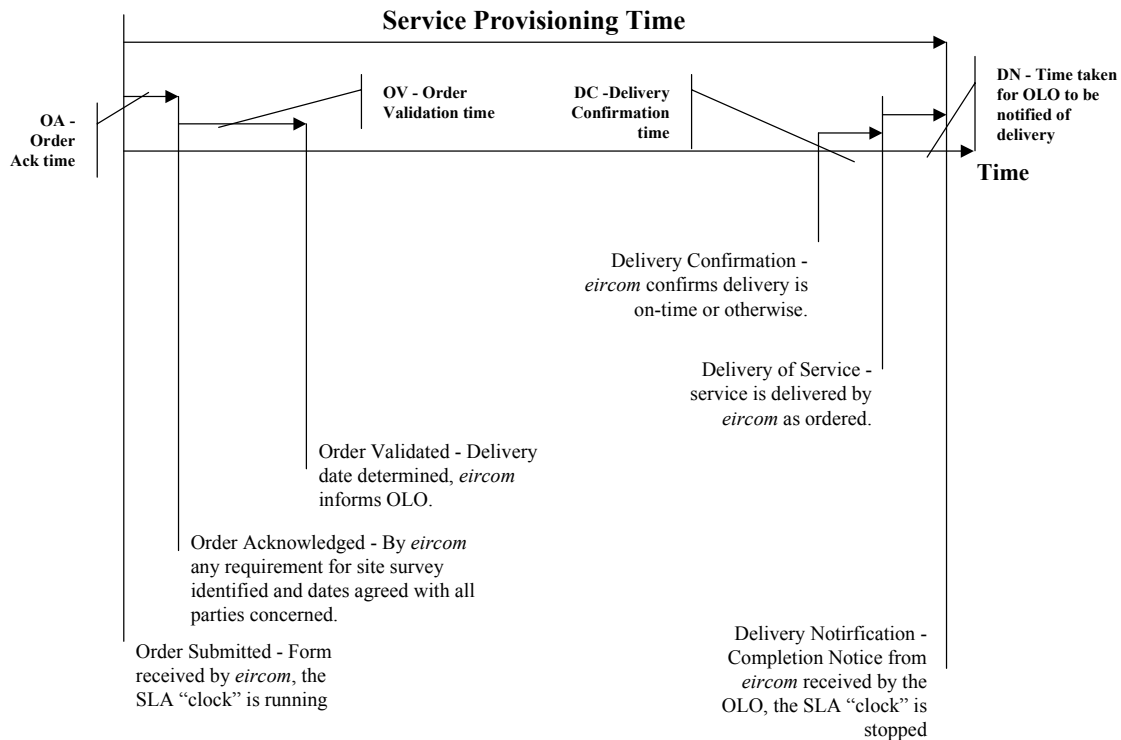 Service Provisioning Time
OA -
Order
Ack time
OV - Order
Validation time
DC -Delivery
Confirmation
time
DN - Time taken
for OLO to be
notified of
delivery
Time
Delivery Confirmation -
eircom confirms delivery is
on-time or otherwise.
Delivery of Service -
service is delivered by
eircom as ordered.
Order Validated - Delivery
date determined, eircom
informs OLO.
Order Acknowledged - By eircom
any requirement for site survey
identified and dates agreed with all
parties concerned.
Order Submitted - Form
received by eircom, the
SLA “clock” is running
Delivery Notirfication -
Completion Notice from
eircom received by the
OLO, the SLA “clock” is
stopped